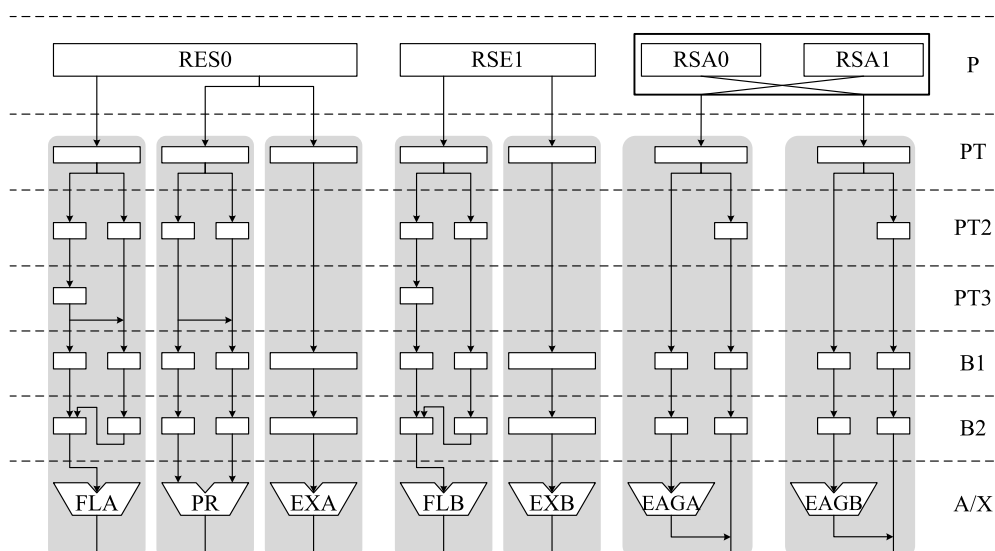 RES0 RSE1 RSA0 RSA1 P
PT
PT2
PT3
B1
B2
FLA PR EXA FLB EXB EAGA EAGB A/X